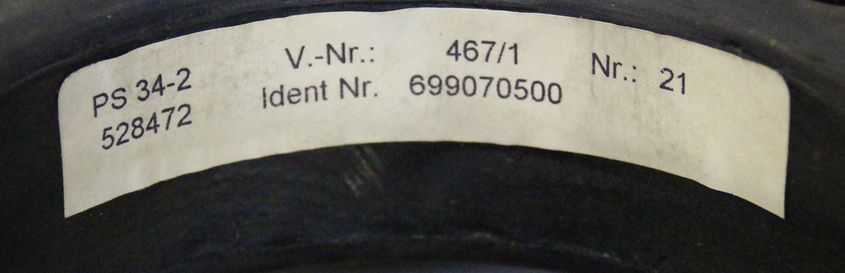 PS 34-2 V.-Nr.: 467/1 Nr.: 21
528472 Ident Nr. 699070500